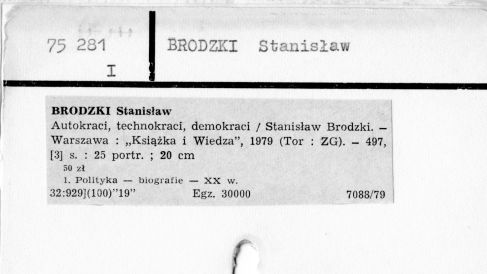 75 281 BRODZKI Stanisław
I
BRODZKI Stanisław
Autokraci, technokraci, demokraci / Stanisław Brodzki. —
Warszawa : „Książka i Wiedza”, 1979 (Tor : ZG). — 497,
[3] s. : 25 portr. ; 20 cm
50 zł
1. Polityka — biografie — XX w.
32:929](100)"19" Egz. 30000 7088/79